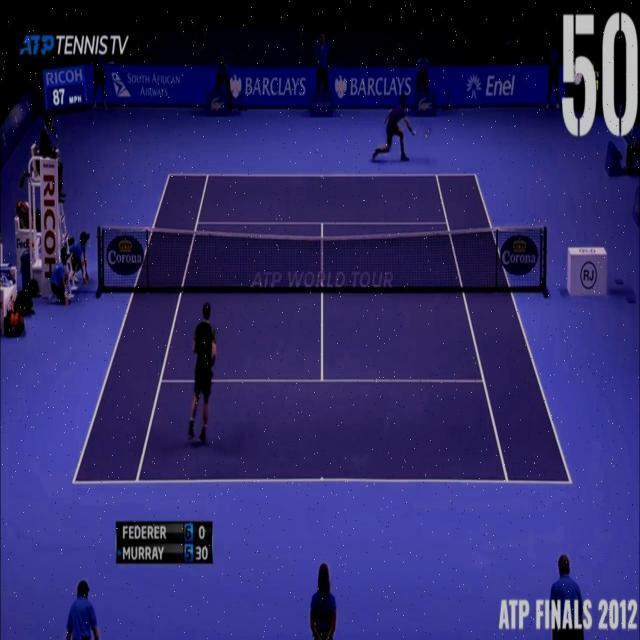 ATP TENNIS TV
50
RICOH
87 MPH
SOUTH AFRICAN
AIRWAYS
BARCLAYS
BARCLAYS
Enel
RICOH
Corona
Corona
ATP WORLD TOUR
RJ
FEDERER 6 0
MURRAY 5 30
ATP FINALS 2012